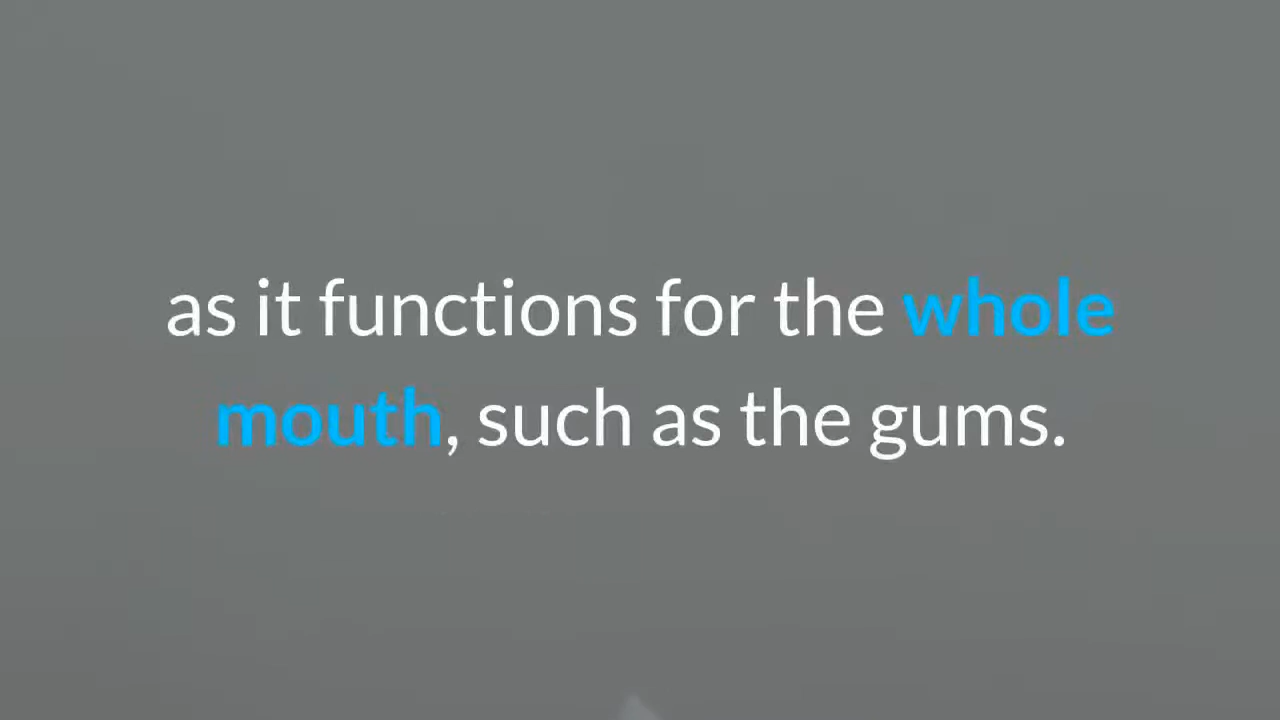 as it functions for the whole
mouth, such as the gums.